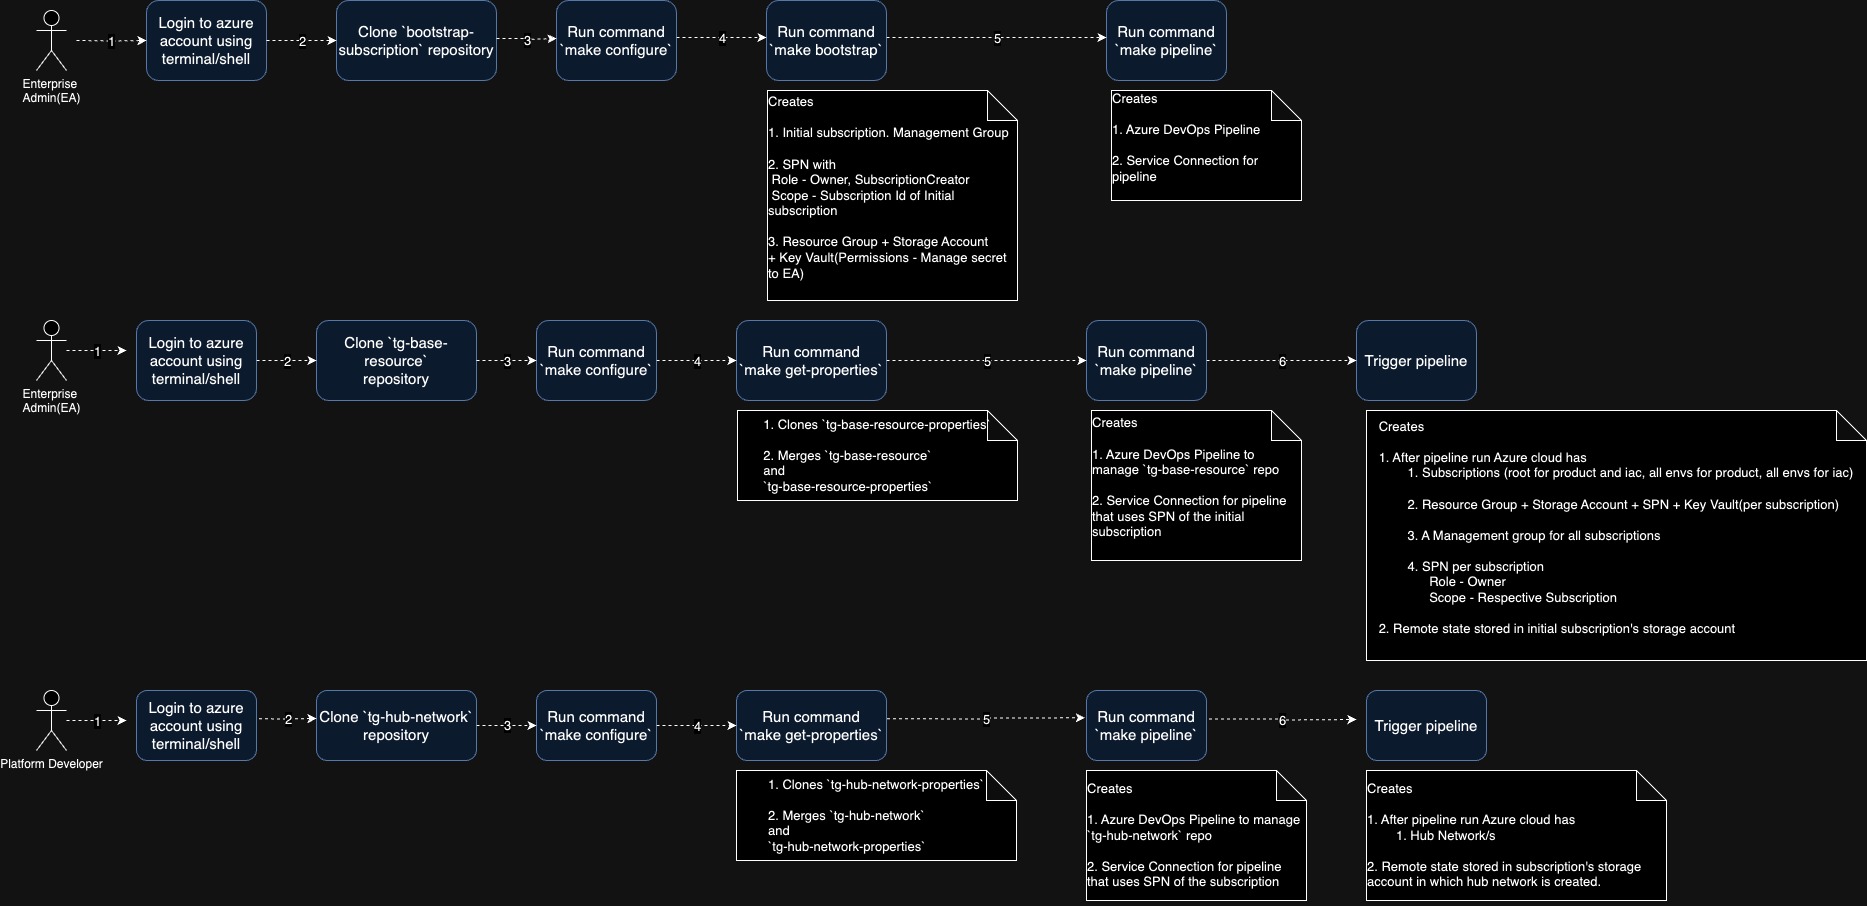 Enterprise
Admin(EA)
1
Login to azure
account using
terminal/shell
2
Clone `bootstrap-
subscription` repository
3
Run command
`make configure`
4
Run command
`make bootstrap`
5
Run command
`make pipeline`
Creates
1. Initial subscription. Management Group
2. SPN with
Role - Owner, SubscriptionCreator
Scope - Subscription Id of Initial
subscription
3. Resource Group + Storage Account
+ Key Vault(Permissions - Manage secret
to EA)
Creates
1. Azure DevOps Pipeline
2. Service Connection for
pipeline
Enterprise
Admin(EA)
1
Login to azure
account using
terminal/shell
2
Clone `tg-base-
resource`
repository
3
Run command
`make configure`
4
Run command
`make get-properties`
5
Run command
`make pipeline`
6
Trigger pipeline
1. Clones `tg-base-resource-properties`
2. Merges `tg-base-resource`
and
`tg-base-resource-properties`
Creates
1. Azure DevOps Pipeline to
manage `tg-base-resource` repo
2. Service Connection for pipeline
that uses SPN of the initial
subscription
Creates
1. After pipeline run Azure cloud has
1. Subscriptions (root for product and iac, all envs for product, all envs for iac)
2. Resource Group + Storage Account + SPN + Key Vault(per subscription)
3. A Management group for all subscriptions
4. SPN per subscription
Role - Owner
Scope - Respective Subscription
2. Remote state stored in initial subscription's storage account
Platform Developer
1
Login to azure
account using
terminal/shell
2
Clone `tg-hub-network`
repository
3
Run command
`make configure`
4
Run command
`make get-properties`
5
Run command
`make pipeline`
6
Trigger pipeline
1. Clones `tg-hub-network-properties`
2. Merges `tg-hub-network`
and
`tg-hub-network-properties`
Creates
1. Azure DevOps Pipeline to manage
`tg-hub-network` repo
2. Service Connection for pipeline
that uses SPN of the subscription
Creates
1. After pipeline run Azure cloud has
1. Hub Network/s
2. Remote state stored in subscription's storage
account in which hub network is created.